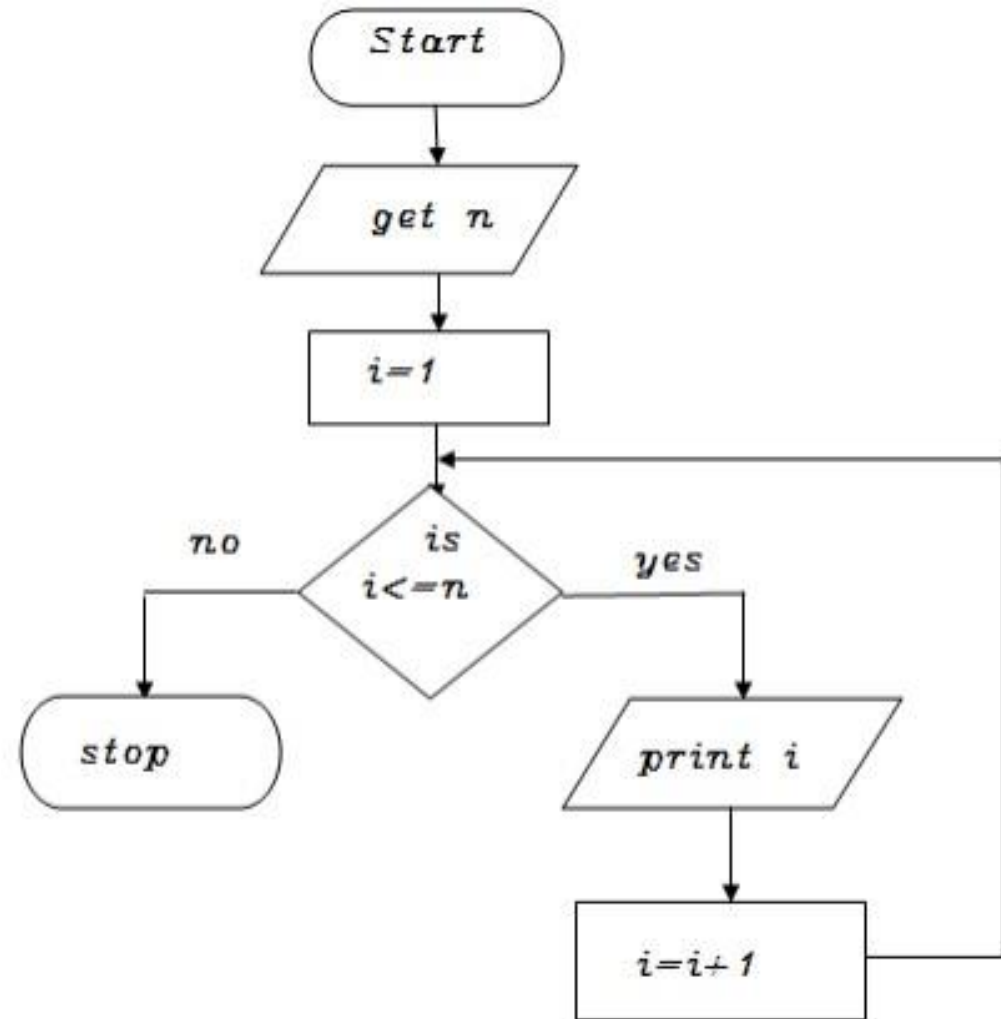 Start
get n
i=1
is
i<=n
no
yes
stop
print i
i=i+1